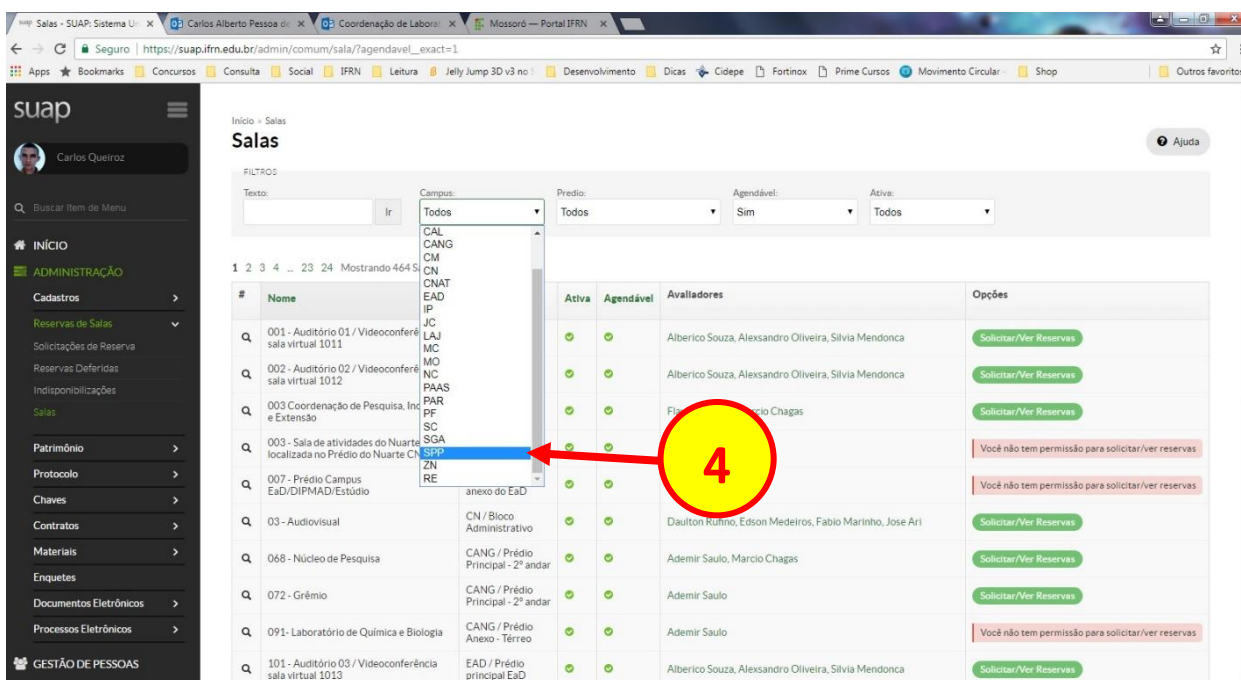 suap Salas - SUAP: Sistema Un
Carlos Alberto Pessoa de
Coordenação de Laborat
Mossoró — Portal IFRN
Seguro | https://suap.ifrn.edu.br/admin/comum/sala/?agendavel_exact=1
Apps Bookmarks Concursos Consulta Social IFRN Leitura Jelly Jump 3D v3 no Desenvolvimento Dicas Cidepe Fortinox Prime Cursos Movimento Circular - Shop Outros favoritos
suap
Carlos Queiroz
Buscar Item de Menu
INÍCIO
ADMINISTRAÇÃO
Cadastros
Reservas de Salas
Solicitações de Reserva
Reservas Deferidas
Indisponibilizações
Salas
Patrimônio
Protocolo
Chaves
Contratos
Materiais
Enquetes
Documentos Eletrônicos
Processos Eletrônicos
GESTÃO DE PESSOAS
Início » Salas
Salas
Ajuda
FILTROS
Texto: Campus: Predio: Agendável: Ativa:
Ir Todos Todos Sim Todos
CAL
CANG
CM
CN
CNAT
EAD
IP
JC
LAJ
MC
MO
NC
PAAS
PAR
PF
SC
SGA
SPP
ZN
RE
4
1 2 3 4 ... 23 24 Mostrando 464 S
# Nome Ativa Agendável Avaliadores Opções
001 - Auditório 01 / Videoconferê
sala virtual 1011
Alberico Souza, Alexsandro Oliveira, Silvia Mendonca
Solicitar/Ver Reservas
002 - Auditório 02 / Videoconferê
sala virtual 1012
Alberico Souza, Alexsandro Oliveira, Silvia Mendonca
Solicitar/Ver Reservas
003 Coordenação de Pesquisa, Ino
e Extensão
Chagas
Solicitar/Ver Reservas
003 - Sala de atividades do Nuarte
localizada no Prédio do Nuarte CN
Você não tem permissão para solicitar/ver reservas
007 - Prédio Campus
EaD/DIPMAD/Estúdio
anexo do EaD
Você não tem permissão para solicitar/ver reservas
03 - Audiovisual
CN / Bloco
Administrativo
Daulton Rufino, Edson Medeiros, Fabio Marinho, Jose Ari
Solicitar/Ver Reservas
068 - Núcleo de Pesquisa
CANG / Prédio
Principal - 2º andar
Ademir Saulo, Marcio Chagas
Solicitar/Ver Reservas
072 - Grêmio
CANG / Prédio
Principal - 2º andar
Ademir Saulo
Solicitar/Ver Reservas
091- Laboratório de Química e Biologia
CANG / Prédio
Anexo - Térreo
Ademir Saulo
Você não tem permissão para solicitar/ver reservas
101 - Auditório 03 / Videoconferência
sala virtual 1013
EAD / Prédio
principal EaD
Alberico Souza, Alexsandro Oliveira, Silvia Mendonca
Solicitar/Ver Reservas